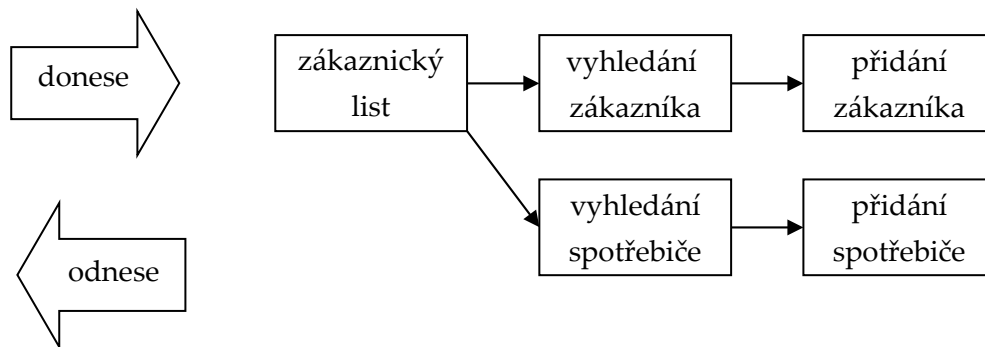 donese
zákaznický
list
vyhledání
zákazníka
přidání
zákazníka
vyhledání
spotřebiče
přidání
spotřebiče
odnese